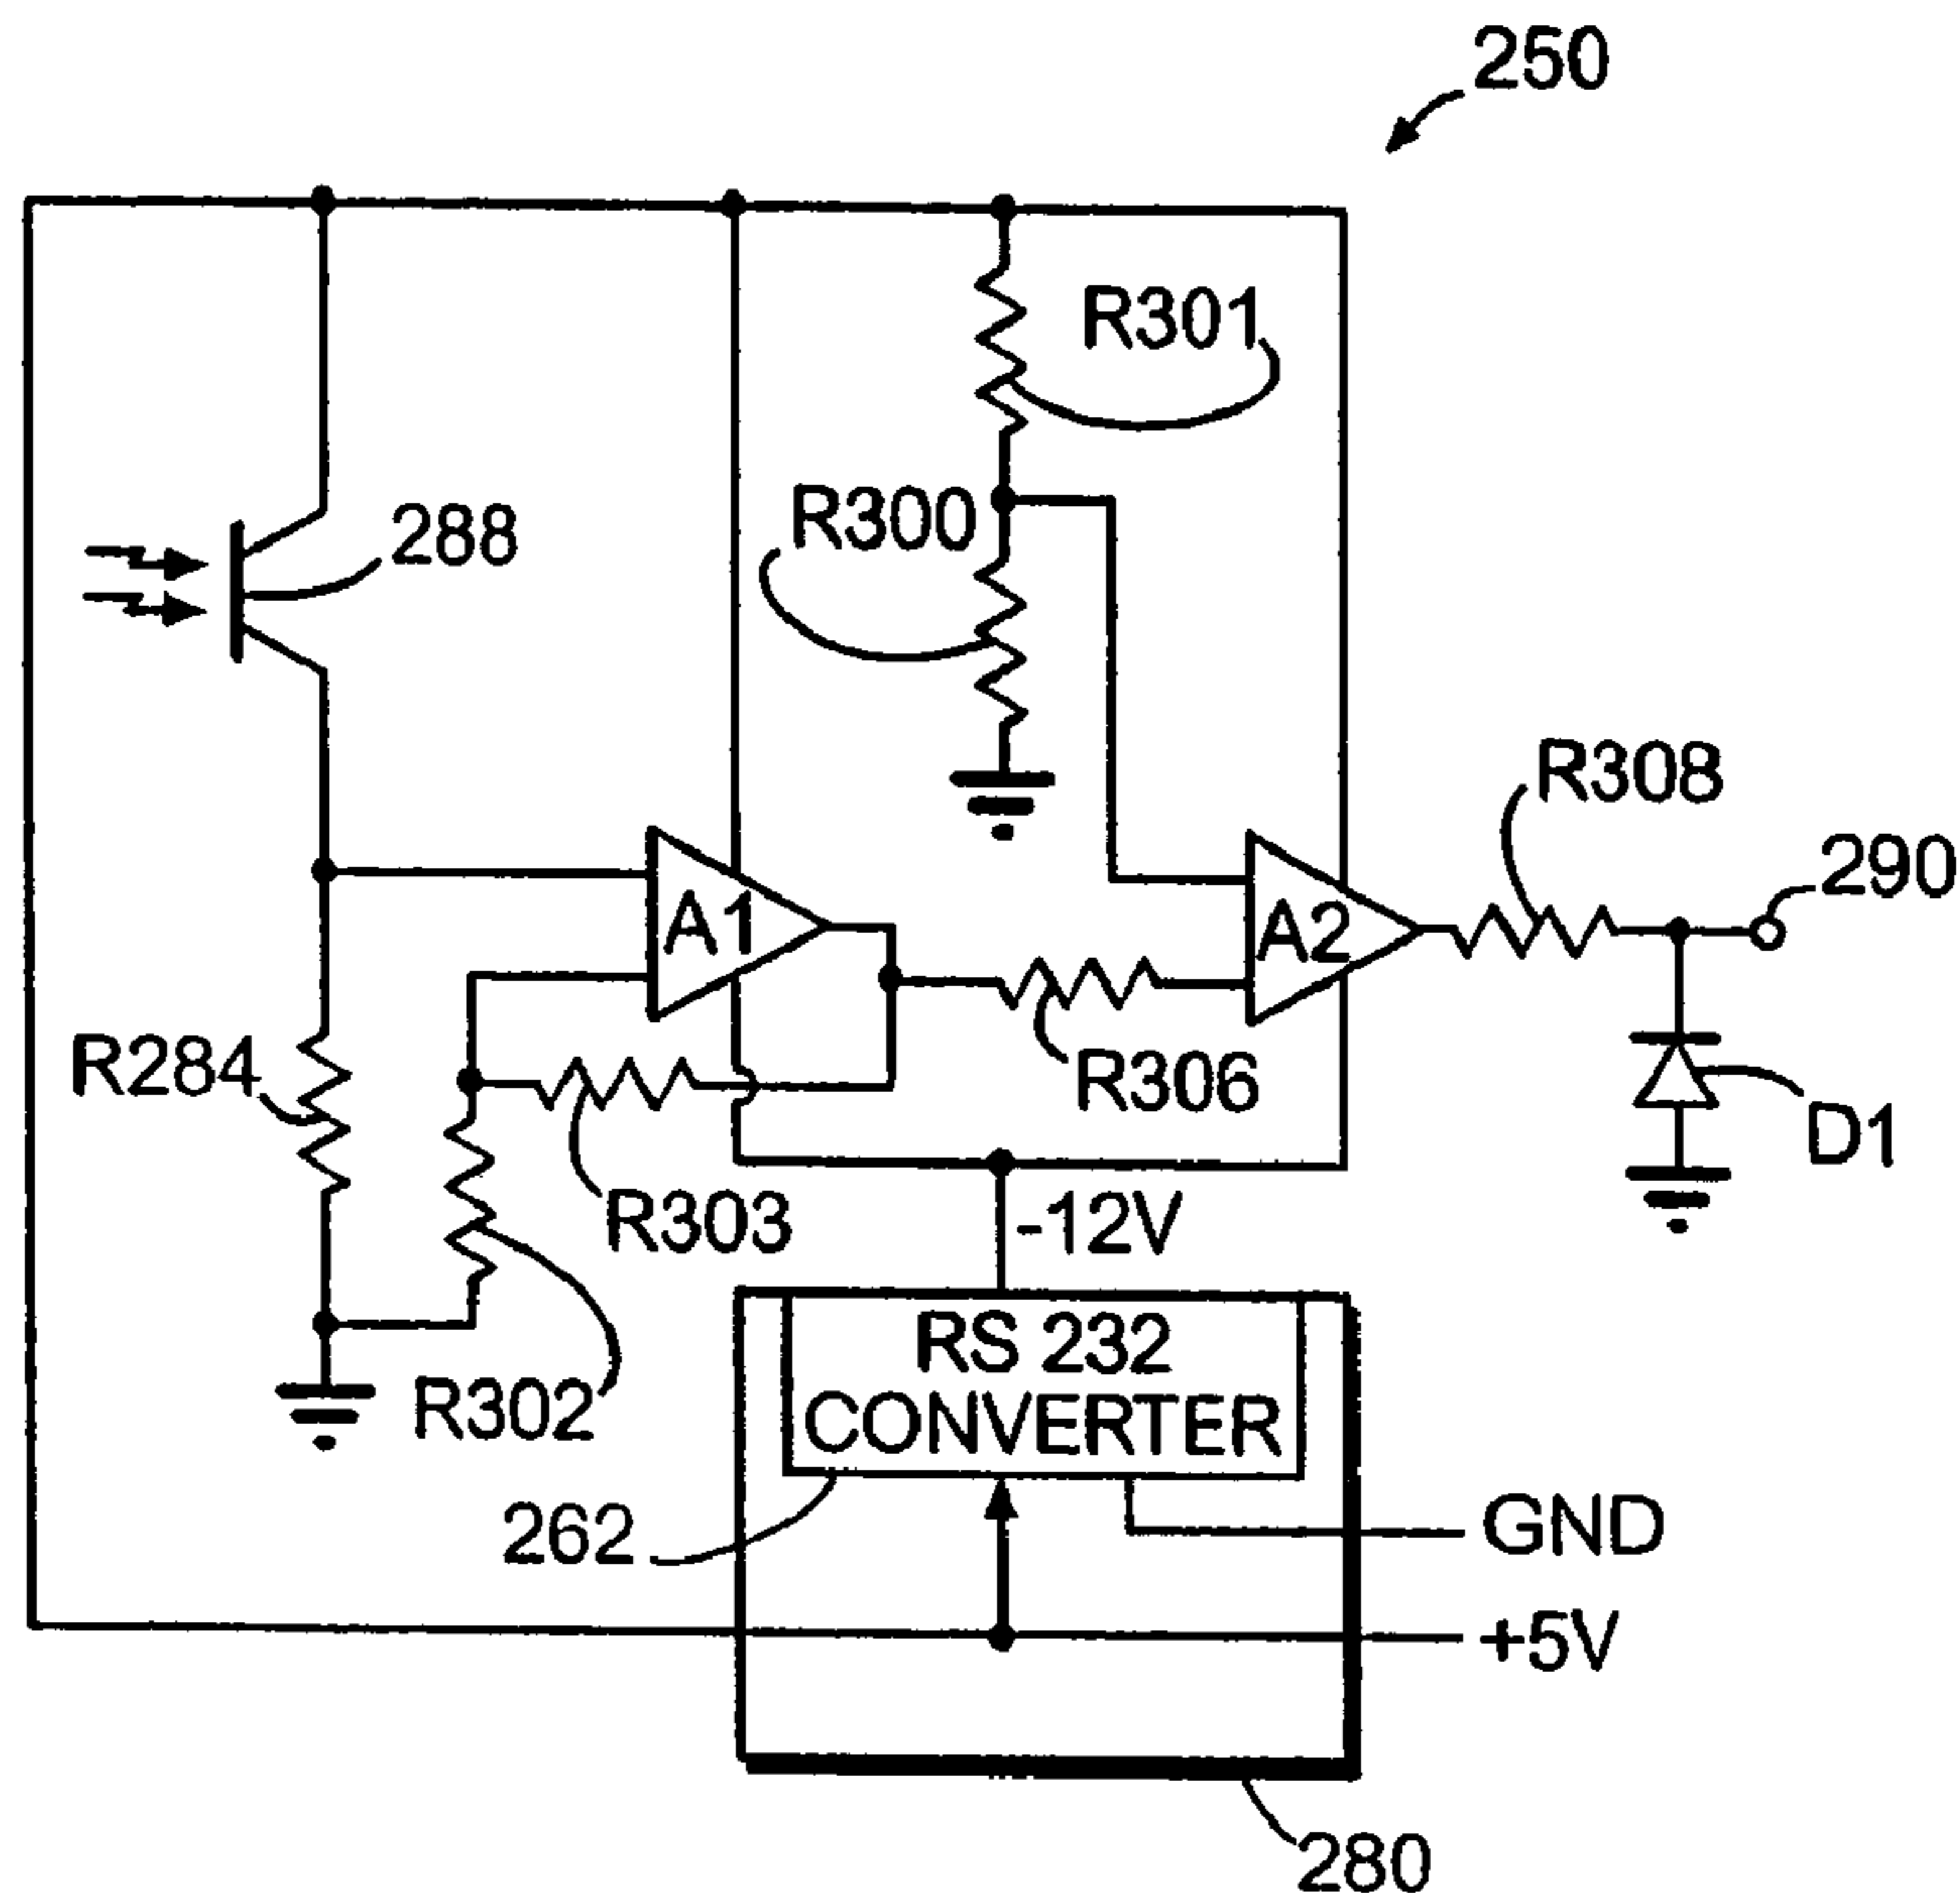 250
R301
288
R300
R308
290
A1
A2
R284
R306
D1
R303
-12V
RS 232
CONVERTER
R302
262
GND
+5V
280